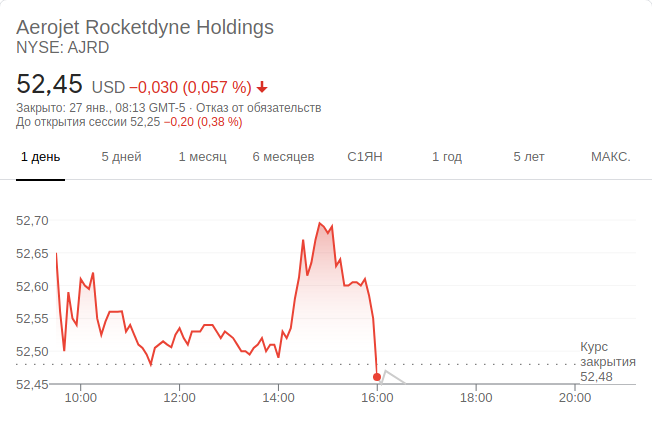 Aerojet Rocketdyne Holdings
NYSE: AJRD
52,45 USD −0,030 (0,057 %)
Закрыто: 27 янв., 08:13 GMT-5 · Отказ от обязательств
До открытия сессии 52,25 −0,20 (0,38 %)
1 день 5 дней 1 месяц 6 месяцев С1ЯН 1 год 5 лет МАКС.
52,70
52,65
52,60
52,55
52,50
52,45
Курс
закрытия
52,48
10:00 12:00 14:00 16:00 18:00 20:00